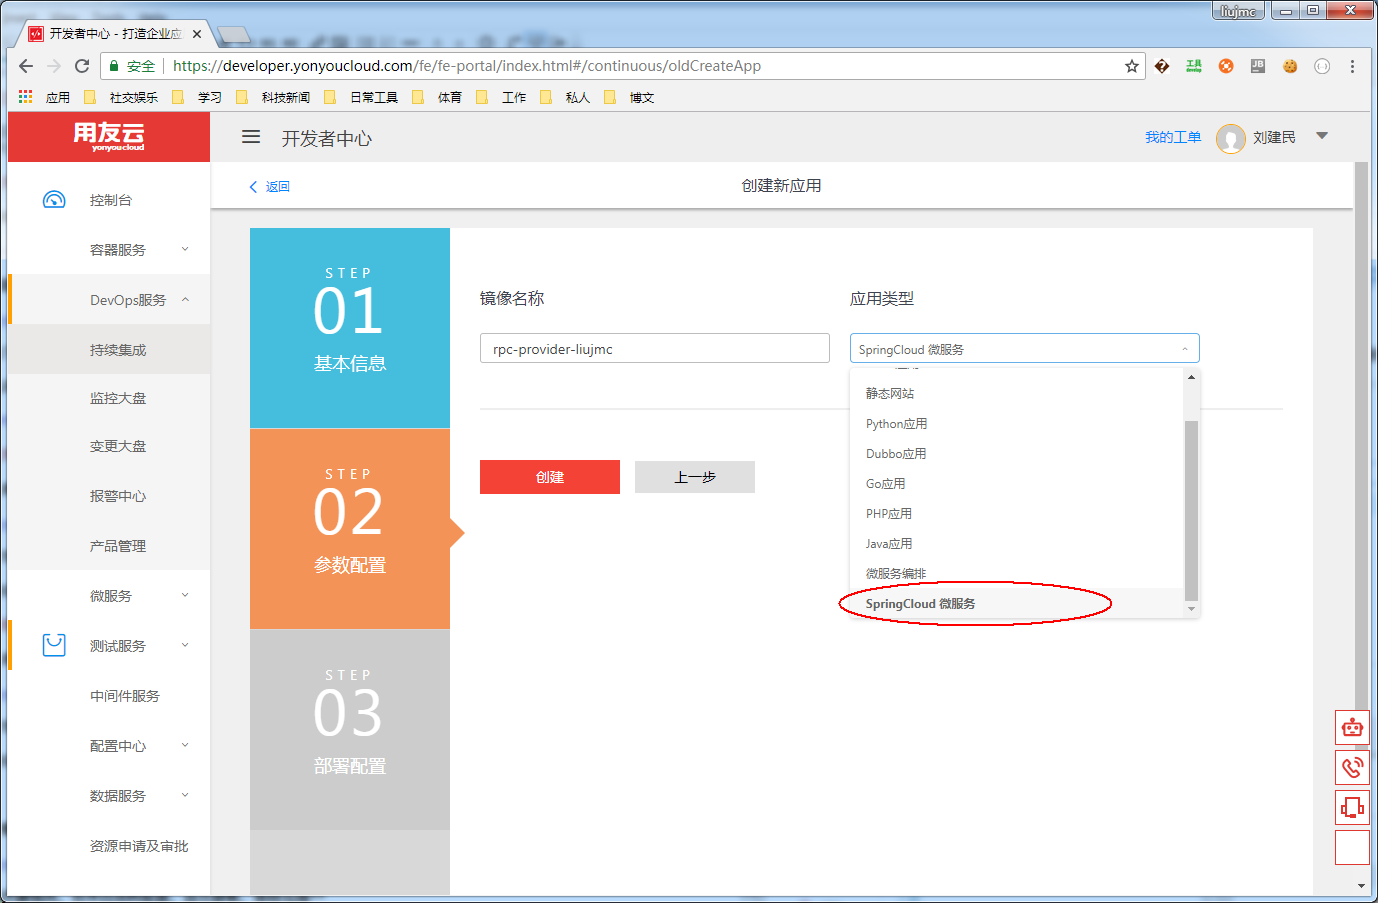 liujmc
开发者中心 - 打造企业应
安全 https://developer.yonyoucloud.com/fe/fe-portal/index.html#/continuous/oldCreateApp
应用 社交娱乐 学习 科技新闻 日常工具 体育 工作 私人 博文
用友云
yonyoucloud
开发者中心
我的工单
刘建民
返回
创建新应用
控制台
容器服务
DevOps服务
持续集成
监控大盘
变更大盘
报警中心
产品管理
微服务
测试服务
中间件服务
配置中心
数据服务
资源申请及审批
STEP
01
基本信息
STEP
02
参数配置
STEP
03
部署配置
镜像名称
rpc-provider-liujmc
应用类型
SpringCloud 微服务
静态网站
Python应用
Dubbo应用
Go应用
PHP应用
Java应用
微服务编排
SpringCloud 微服务
创建
上一步